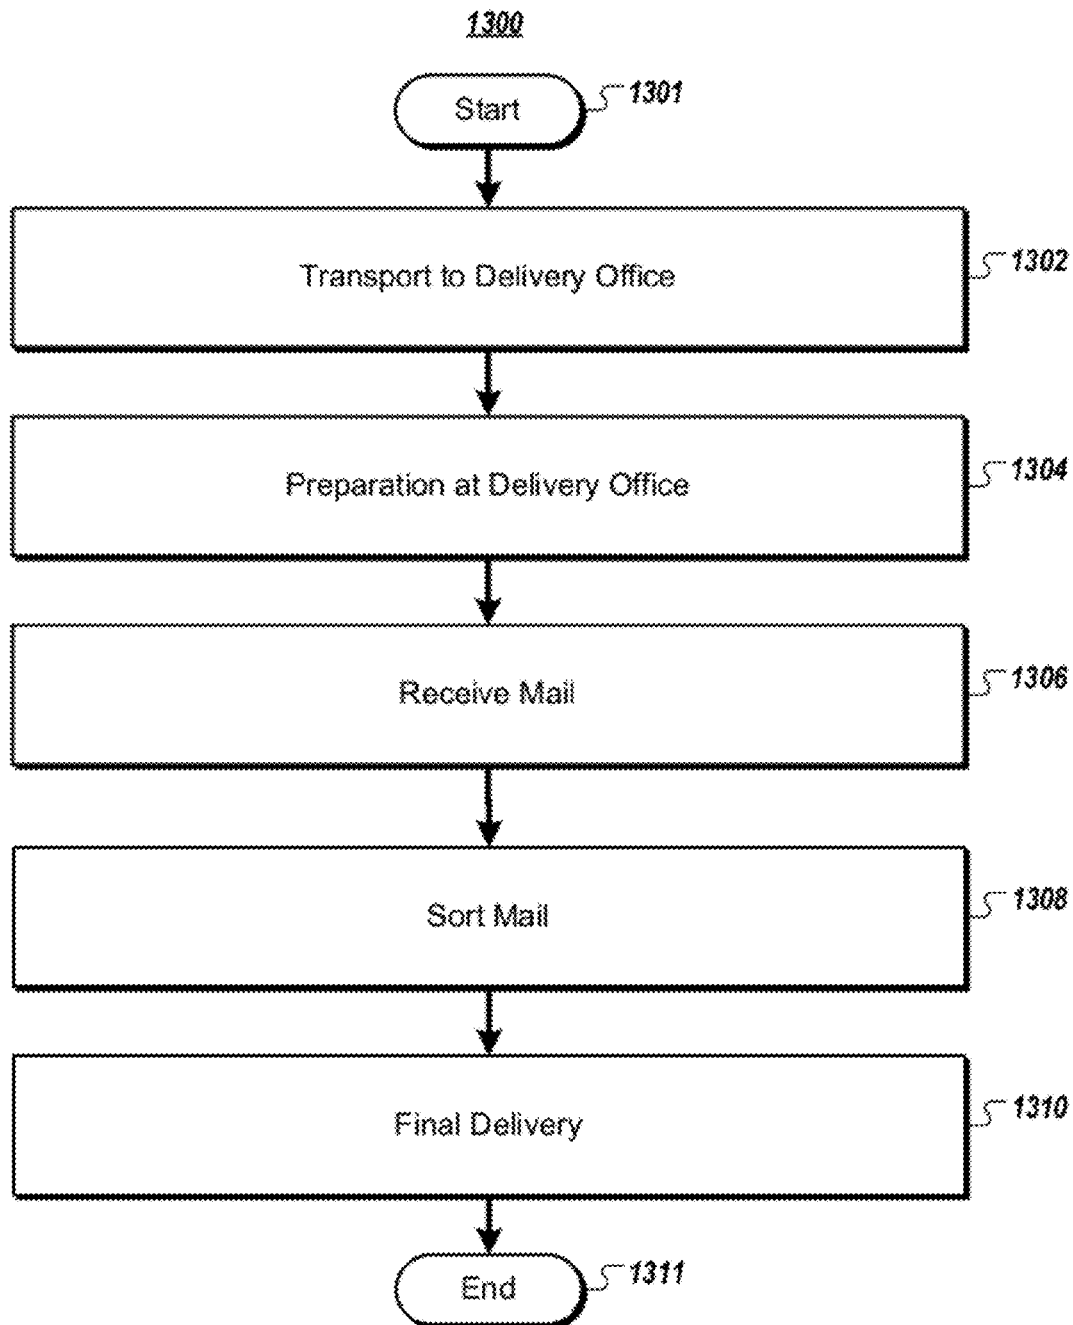 1300
Start
1301
Transport to Delivery Office
1302
Preparation at Delivery Office
1304
Receive Mail
1306
Sort Mail
1308
Final Delivery
1310
End
1311